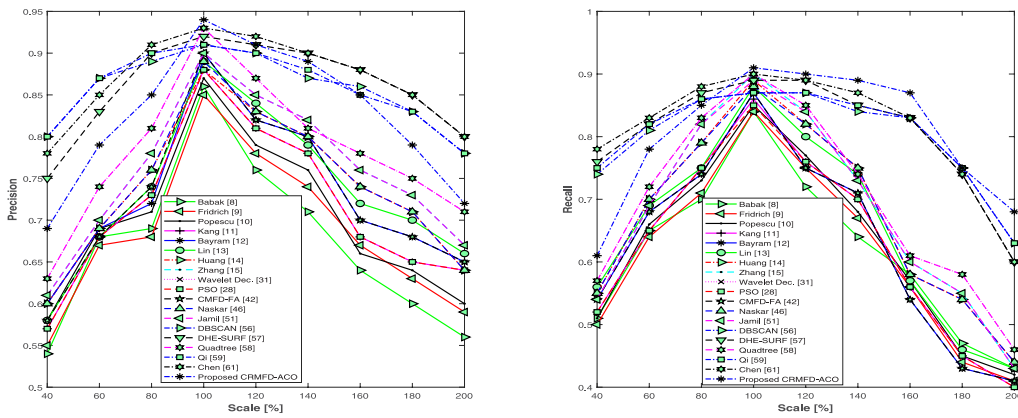 0.95
0.9
0.85
0.8
0.75
0.7
0.65
0.6
0.55
0.5
Precision
40 60 80 100 120 140 160 180 200
Scale [%]
Babak [8]
Fridrich [9]
Popescu [10]
Kang [11]
Bayram [12]
Lin [13]
Huang [14]
Zhang [15]
Wavelet Dec. [31]
PSO [28]
CMFD-FA [42]
Naskar [46]
Jamil [51]
DBSCAN [56]
DHE-SURF [57]
Quadtree [58]
Qi [59]
Chen [61]
Proposed CRMFD-ACO
1
0.9
0.8
0.7
0.6
0.5
0.4
Recall
40 60 80 100 120 140 160 180 200
Scale [%]
Babak [8]
Fridrich [9]
Popescu [10]
Kang [11]
Bayram [12]
Lin [13]
Huang [14]
Zhang [15]
Wavelet Dec. [31]
PSO [28]
CMFD-FA [42]
Naskar [46]
Jamil [51]
DBSCAN [56]
DHE-SURF [57]
Quadtree [58]
Qi [59]
Chen [61]
Proposed CRMFD-ACO